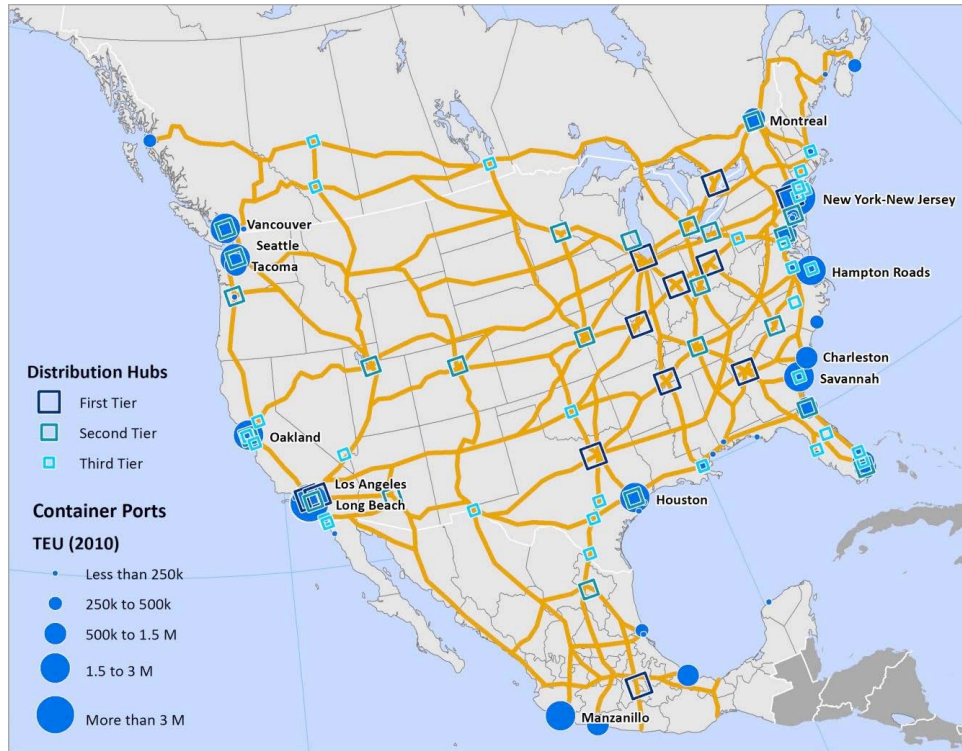 Montreal
New York-New Jersey
Vancouver
Seattle
Tacoma
Hampton Roads
Charleston
Savannah
Oakland
Los Angeles
Long Beach
Houston
Manzanillo
Distribution Hubs
First Tier
Second Tier
Third Tier
Container Ports
TEU (2010)
Less than 250k
250k to 500k
500k to 1.5 M
1.5 to 3 M
More than 3 M